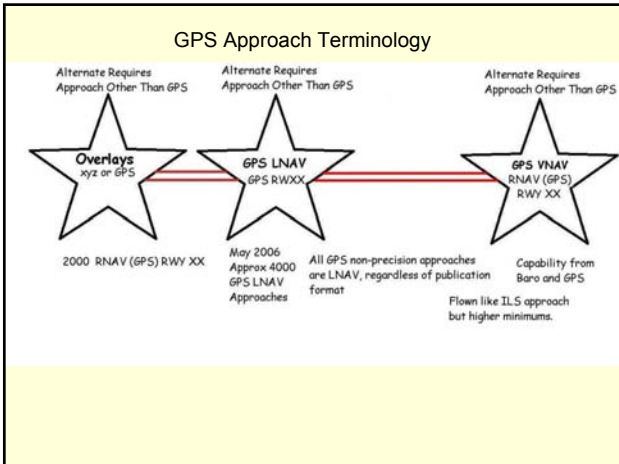 GPS Approach Terminology
Alternate Requires
Approach Other Than GPS
Alternate Requires
Approach Other Than GPS
Alternate Requires
Approach Other Than GPS
Overlays
xyz or GPS
GPS LNAV
GPS RWXX
GPS VNAV
RNAV (GPS)
RWY XX
2000 RNAV (GPS) RWY XX
May 2006
Approx 4000
GPS LNAV
Approaches
All GPS non-precision approaches
are LNAV, regardless of publication
format
Capability from
Baro and GPS
Flown like ILS approach
but higher minimums.